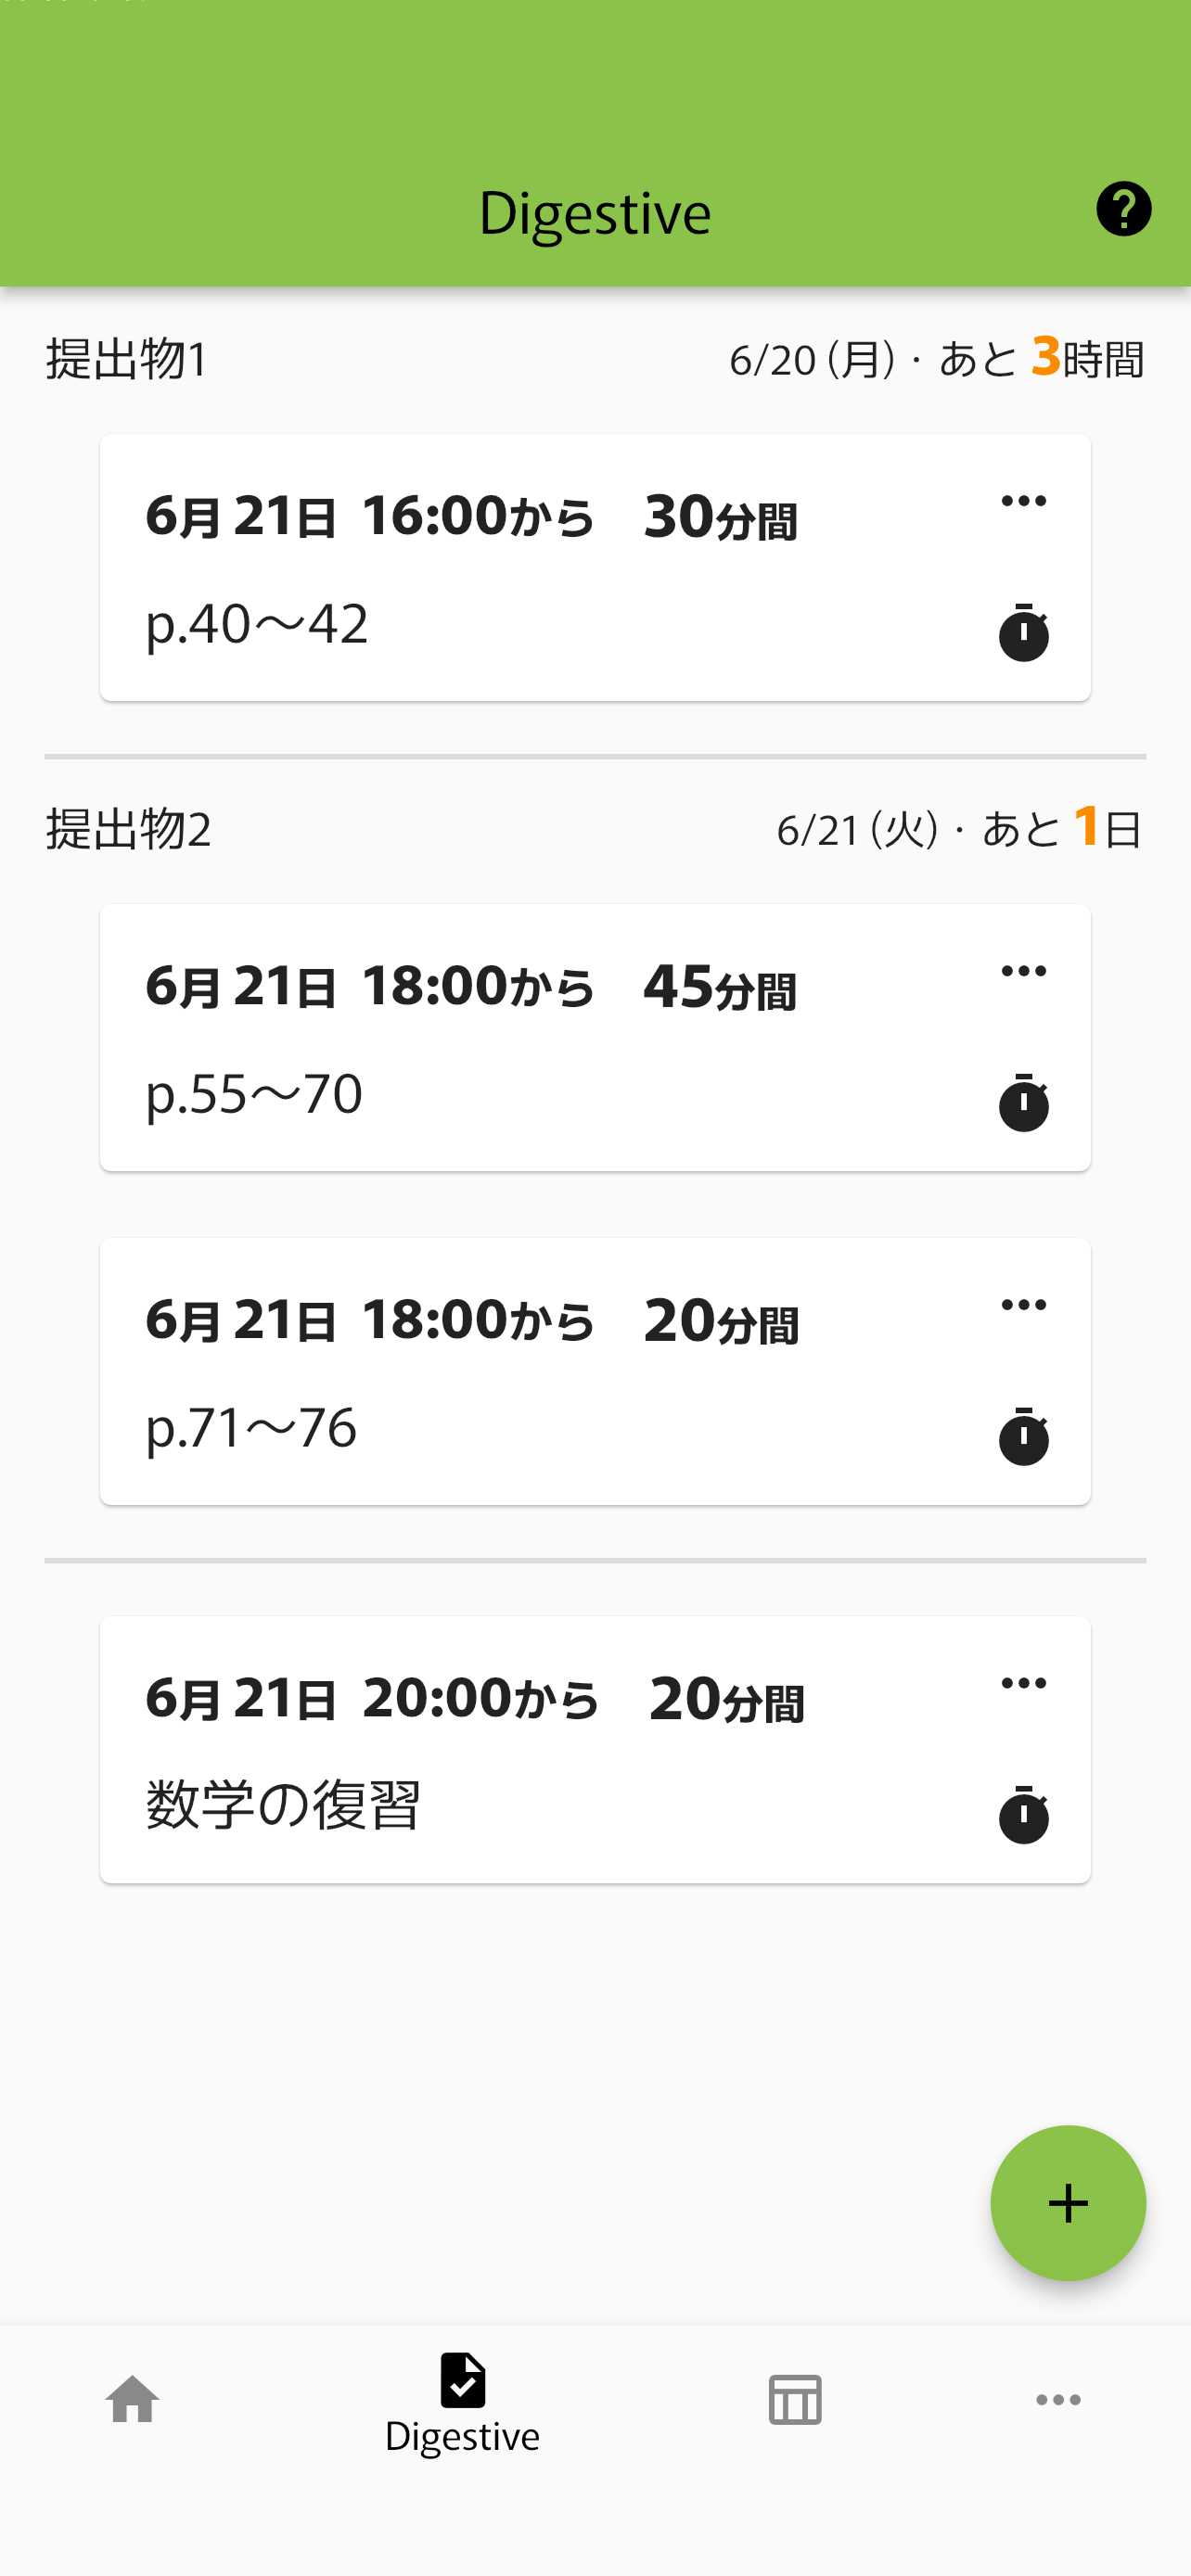 Digestive
提出物1
6/20 (月)・あと 3時間
6月 21日 16:00から 30分間
p.40〜42
提出物2
6/21 (火)・あと 1日
6月 21日 18:00から 45分間
p.55〜70
6月 21日 18:00から 20分間
p.71〜76
6月 21日 20:00から 20分間
数学の復習
Digestive